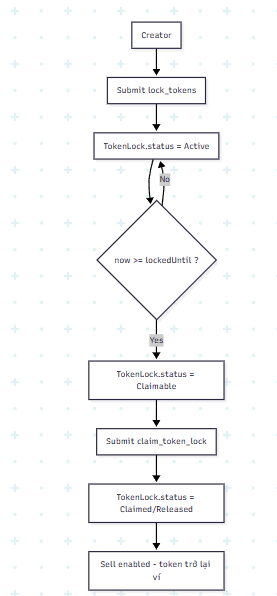 Creator
Submit lock_tokens
TokenLock.status = Active
No
now >= lockedUntil ?
Yes
TokenLock.status =
Claimable
Submit claim_token_lock
TokenLock.status =
Claimed/Released
Sell enabled - token trở lại
ví